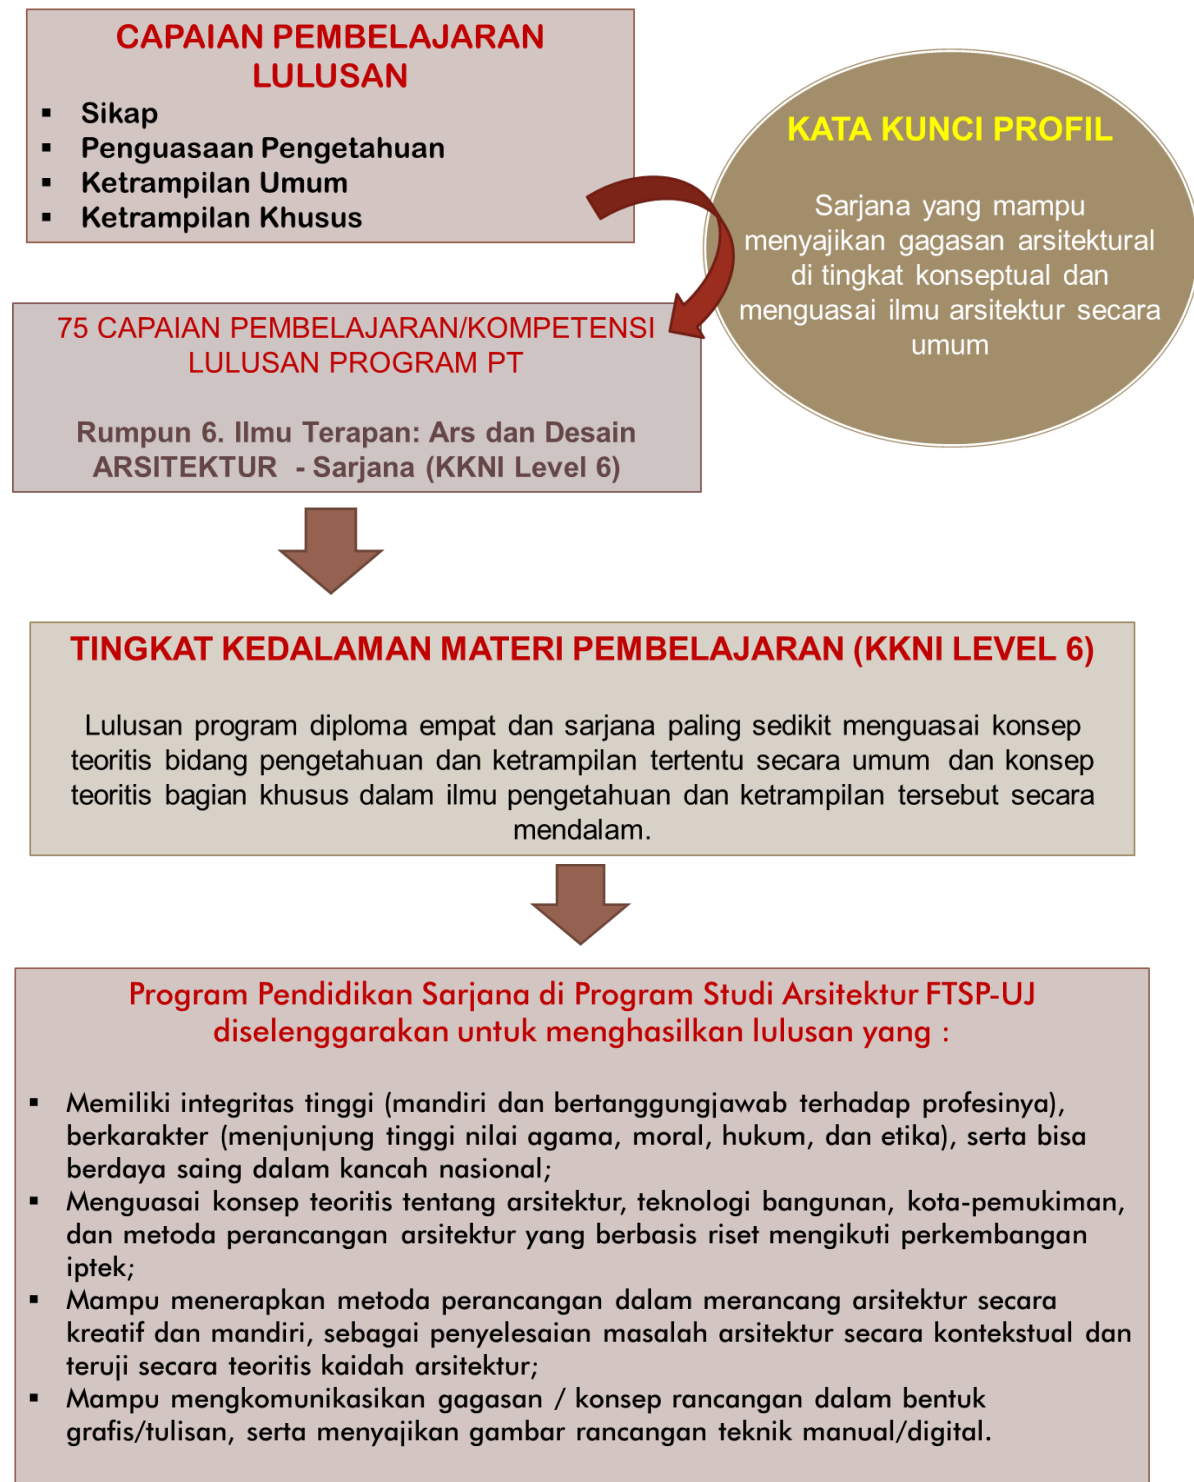 CAPAIAN PEMBELAJARAN
LULUSAN
▪ Sikap
▪ Penguasaan Pengetahuan
▪ Ketrampilan Umum
▪ Ketrampilan Khusus
KATA KUNCI PROFIL
Sarjana yang mampu
menyajikan gagasan arsitektural
di tingkat konseptual dan
menguasai ilmu arsitektur secara
umum
75 CAPAIAN PEMBELAJARAN/KOMPETENSI
LULUSAN PROGRAM PT
Rumpun 6. Ilmu Terapan: Ars dan Desain
ARSITEKTUR - Sarjana (KKNI Level 6)
TINGKAT KEDALAMAN MATERI PEMBELAJARAN (KKNI LEVEL 6)
Lulusan program diploma empat dan sarjana paling sedikit menguasai konsep
teoritis bidang pengetahuan dan ketrampilan tertentu secara umum dan konsep
teoritis bagian khusus dalam ilmu pengetahuan dan ketrampilan tersebut secara
mendalam.
Program Pendidikan Sarjana di Program Studi Arsitektur FTSP-UJ
diselenggarakan untuk menghasilkan lulusan yang :
▪ Memiliki integritas tinggi (mandiri dan bertanggungjawab terhadap profesinya),
berkarakter (menjunjung tinggi nilai agama, moral, hukum, dan etika), serta bisa
berdaya saing dalam kancah nasional;
▪ Menguasai konsep teoritis tentang arsitektur, teknologi bangunan, kota-pemukiman,
dan metoda perancangan arsitektur yang berbasis riset mengikuti perkembangan
iptek;
▪ Mampu menerapkan metoda perancangan dalam merancang arsitektur secara
kreatif dan mandiri, sebagai penyelesaian masalah arsitektur secara kontekstual dan
teruji secara teoritis kaidah arsitektur;
▪ Mampu mengkomunikasikan gagasan / konsep rancangan dalam bentuk
grafis/tulisan, serta menyajikan gambar rancangan teknik manual/digital.